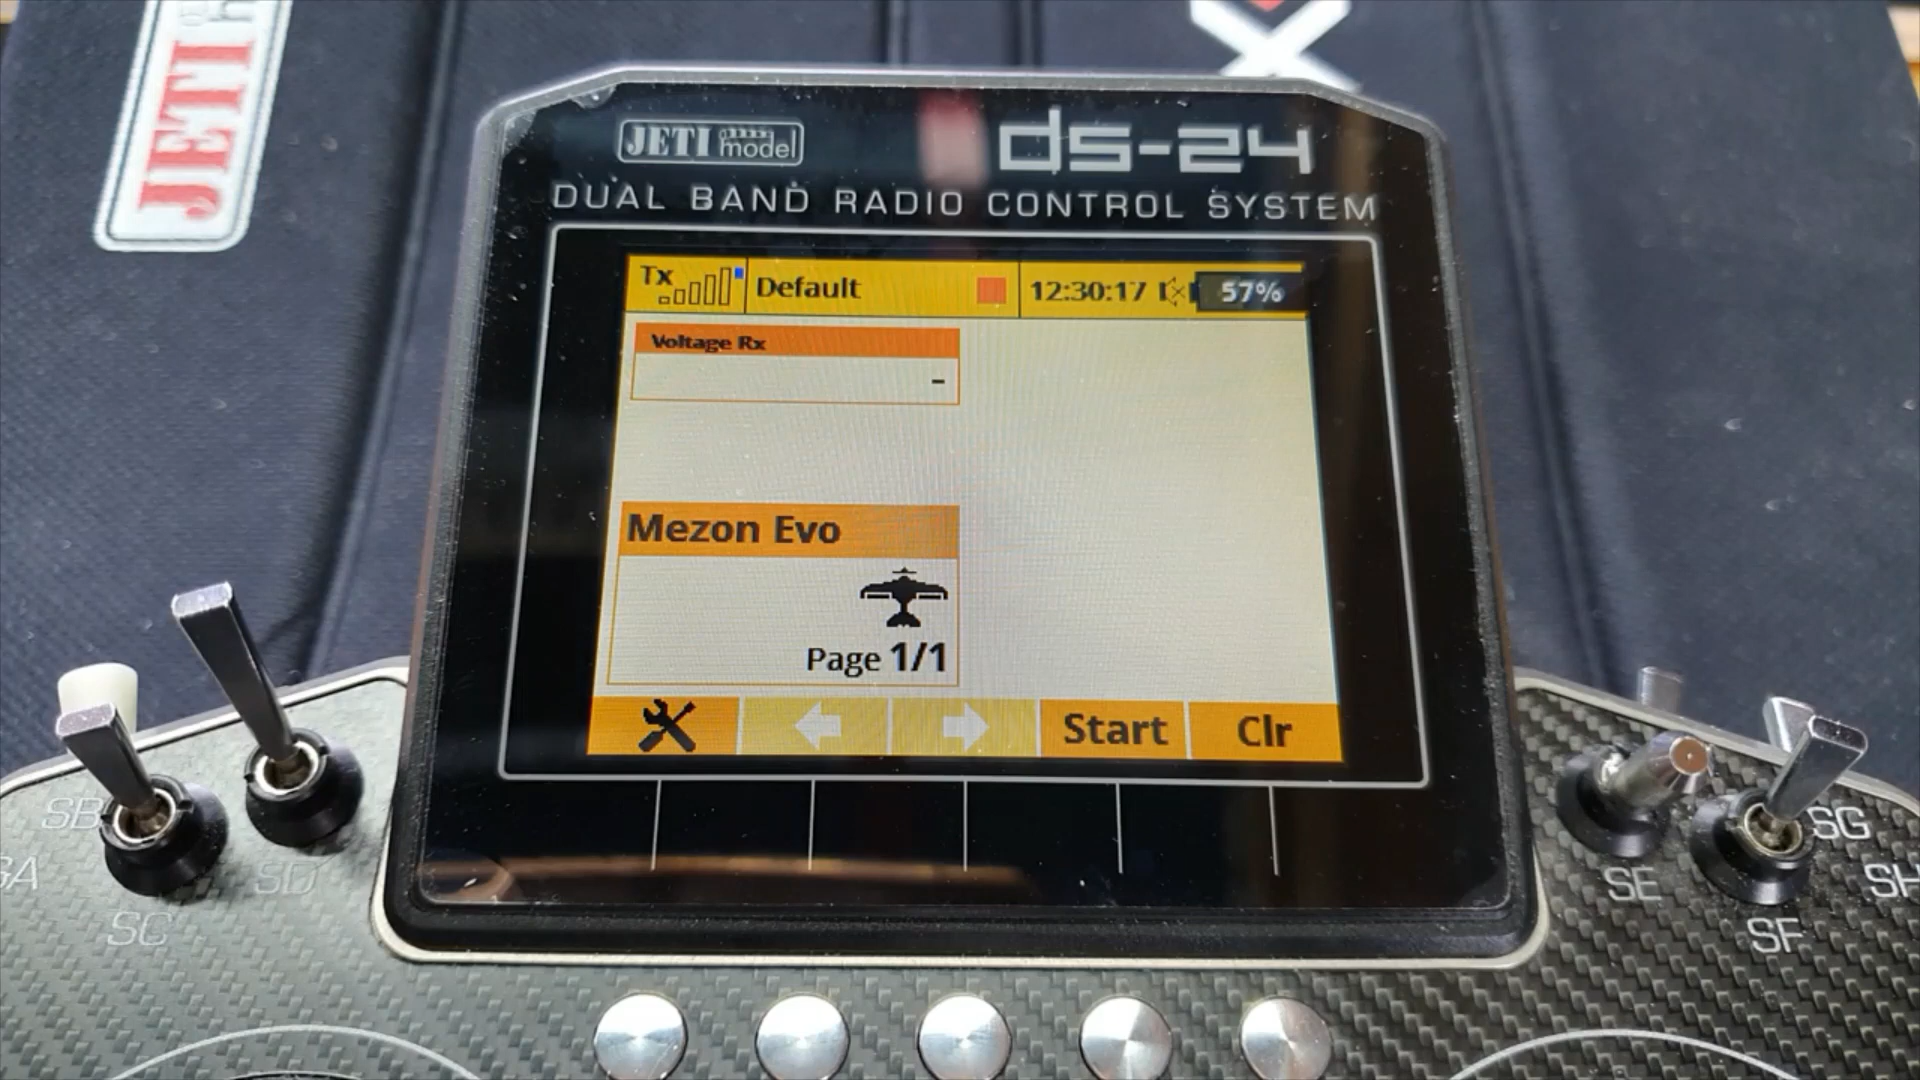 JETI
JETI model
ds-24
DUAL BAND RADIO CONTROL SYSTEM
Tx
Default
12:30:17
57%
Voltage Rx
-
Mezon Evo
Page 1/1
Start
Clr
SB
SA
SD
SC
SG
SE
SH
SF